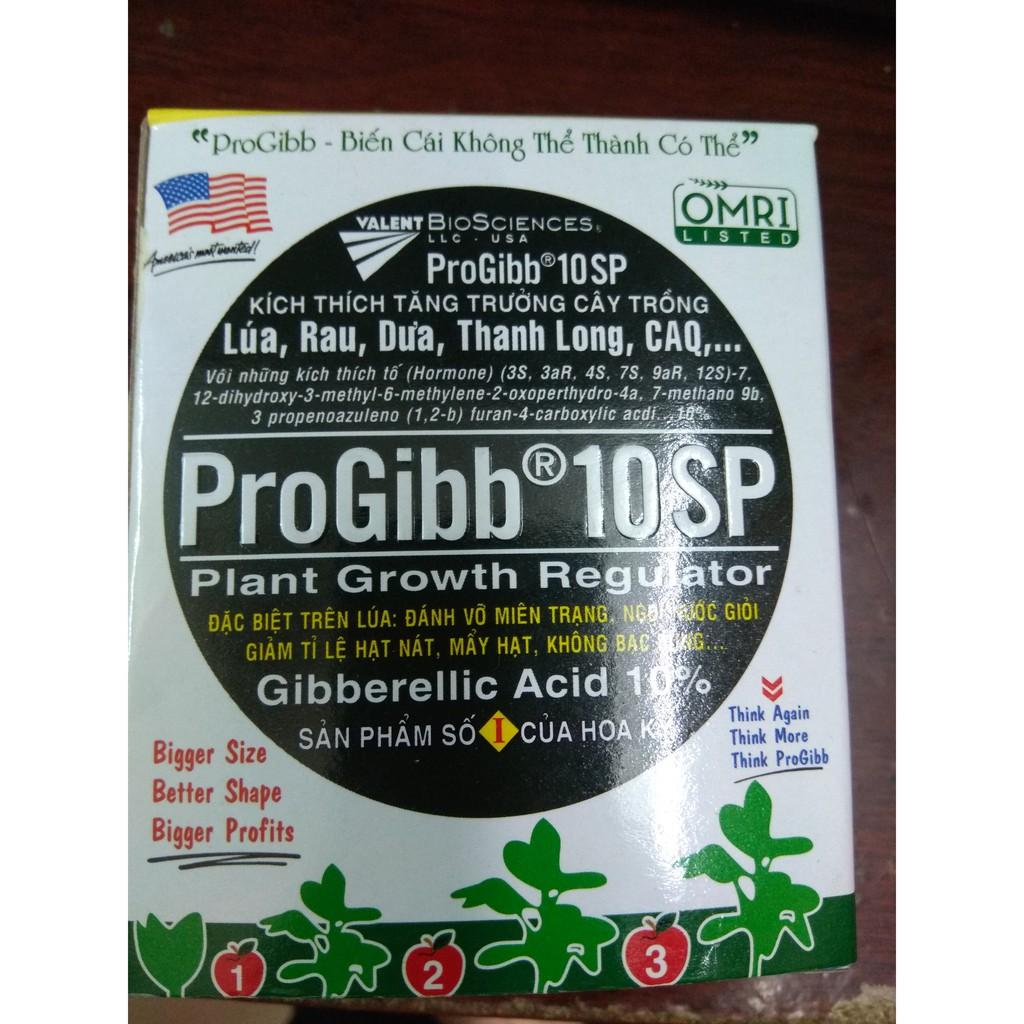 “ProGibb - Biến Cái Không Thể Thành Có Thể”
America's most wanted!
OMRI
LISTED
VALENT BIOSCIENCES®
LLC · USA
ProGibb® 10SP
KÍCH THÍCH TĂNG TRƯỞNG CÂY TRỒNG
Lúa, Rau, Dưa, Thanh Long, CAQ,...
Với những kích thích tố (Hormone) (3S, 3aR, 4S, 7S, 9aR, 12S)-7,
12-dihydroxy-3-methyl-6-methylene-2-oxoperthydro-4a, 7-methano 9b,
3 propenoazuleno (1,2-b) furan-4-carboxylic acdi...10%
ProGibb® 10SP
Plant Growth Regulator
ĐẶC BIỆT TRÊN LÚA: ĐÁNH VỠ MIÊN TRẠNG, GIỎI
GIẢM TỈ LỆ HẠT NÁT, MẨY HẠT, KHÔNG BẠC
Gibberellic Acid 10%
SẢN PHẨM SỐ I CỦA HOA KỲ
Think Again
Think More
Think ProGibb
Bigger Size
Better Shape
Bigger Profits
1 2 3